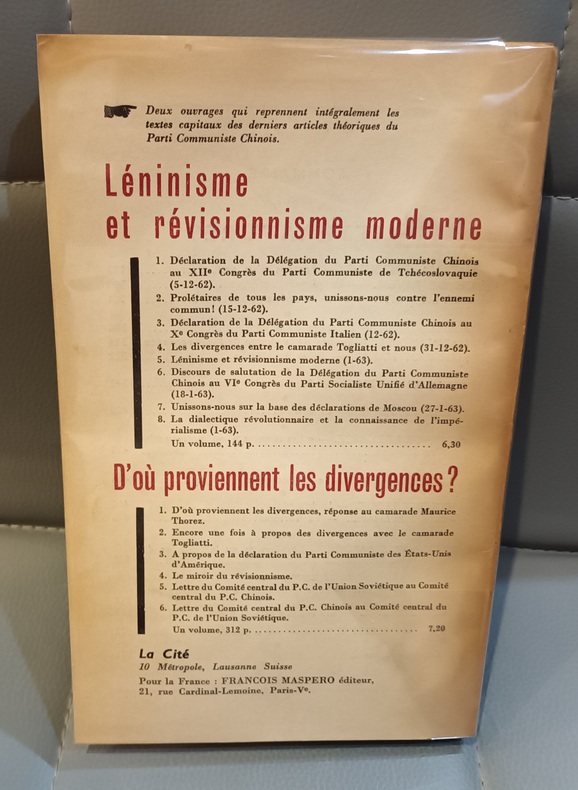 Deux ouvrages qui reprennent intégralement les
textes capitaux des derniers articles théoriques du
Parti Communiste Chinois.
Léninisme
et révisionnisme moderne
1. Déclaration de la Délégation du Parti Communiste Chinois
au XIIe Congrès du Parti Communiste de Tchécoslovaquie
(5-12-62).
2. Prolétaires de tous les pays, unissons-nous contre l'ennemi
commun! (15-12-62).
3. Déclaration de la Délégation du Parti Communiste Chinois au
Xe Congrès du Parti Communiste Italien (12-62).
4. Les divergences entre le camarade Togliatti et nous (31-12-62).
5. Léninisme et révisionnisme moderne (1-63).
6. Discours de salutation de la Délégation du Parti Communiste
Chinois au VIe Congrès du Parti Socialiste Unifié d'Allemagne
(18-1-63).
7. Unissons-nous sur la base des déclarations de Moscou (27-1-63).
8. La dialectique révolutionnaire et la connaissance de l'impé-
rialisme (1-63).
Un volume, 144 p. .................................. 6,30
D'où proviennent les divergences ?
1. D'où proviennent les divergences, réponse au camarade Maurice
Thorez.
2. Encore une fois à propos des divergences avec le camarade
Togliatti.
3. A propos de la déclaration du Parti Communiste des États-Unis
d'Amérique.
4. Le miroir du révisionnisme.
5. Lettre du Comité central du P.C. de l'Union Soviétique au Comité
central du P.C. Chinois.
6. Lettre du Comité central du P.C. Chinois au Comité central du
P.C. de l'Union Soviétique.
Un volume, 312 p. ................................ 7,20
La Cité
10 Métropole, Lausanne Suisse
Pour la France : FRANCOIS MASPERO éditeur,
21, rue Cardinal-Lemoine, Paris-Ve.